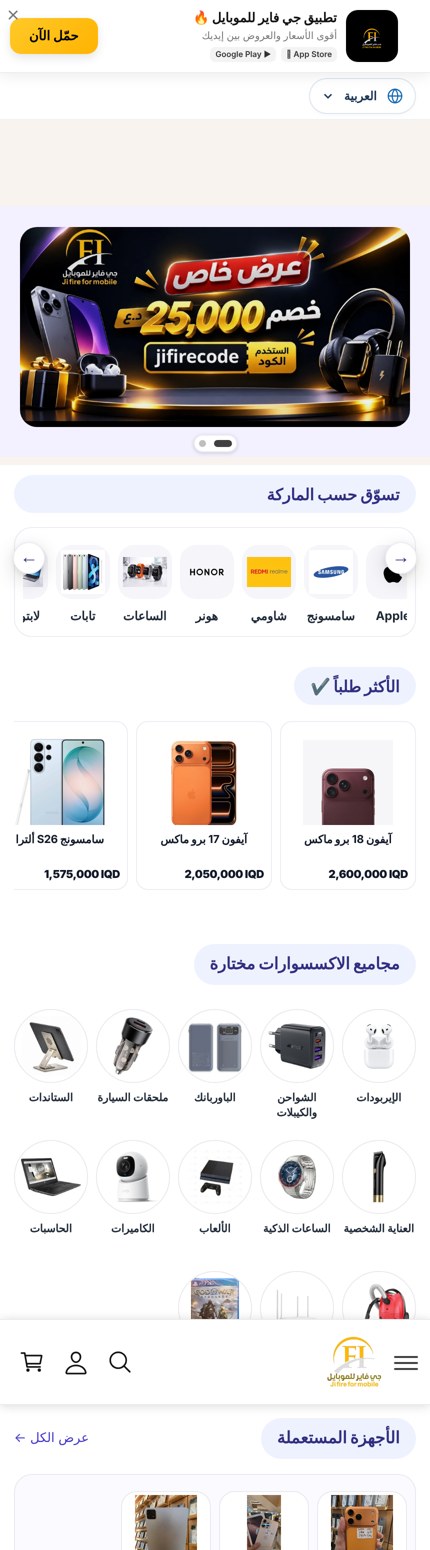 تطبيق جي فاير للموبايل 🔥
أقوى الأسعار والعروض بين إيديك
App Store
Google Play ▶
حمّل الآن
العربية
FI
جي فاير للموبايل
Ji fire for mobile
عرض خاص
خصم 25,000 د.ع
استخدم الكود
jifirecode
تسوّق حسب الماركة
Apple
سامسونج
شاومي
هونر
الساعات
تابات
لابتو
SAMSUNG
REDMI realme
HONOR
الأكثر طلباً ✔️
آيفون 18 برو ماكس
2,600,000 IQD
آيفون 17 برو ماكس
2,050,000 IQD
سامسونج S26 ألترا
1,575,000 IQD
مجاميع الاكسسوارات مختارة
الإيربودات
الشواحن والكيبلات
الباوربانك
ملحقات السيارة
الستاندات
العناية الشخصية
الساعات الذكية
الألعاب
الكاميرات
الحاسبات
FI
جي فاير للموبايل
Ji fire for mobile
الأجهزة المستعملة
عرض الكل ←